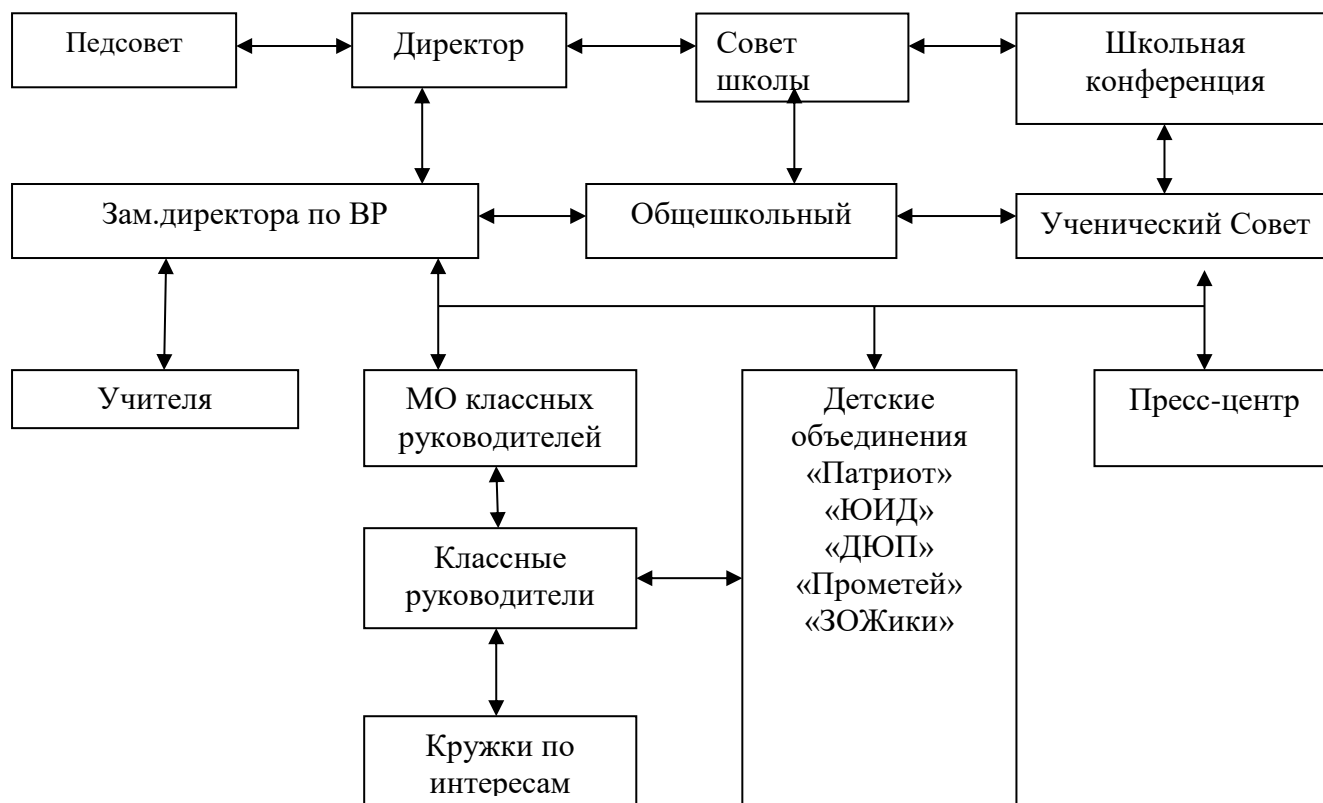 Педсовет
Директор
Совет
школы
Школьная
конференция
Зам.директора по ВР
Общешкольный
Ученический Совет
Учителя
МО классных
руководителей
Детские
объединения
«Патриот»
«ЮИД»
«ДЮП»
«Прометей»
«ЗОЖики»
Пресс-центр
Классные
руководители
Кружки по
интересам